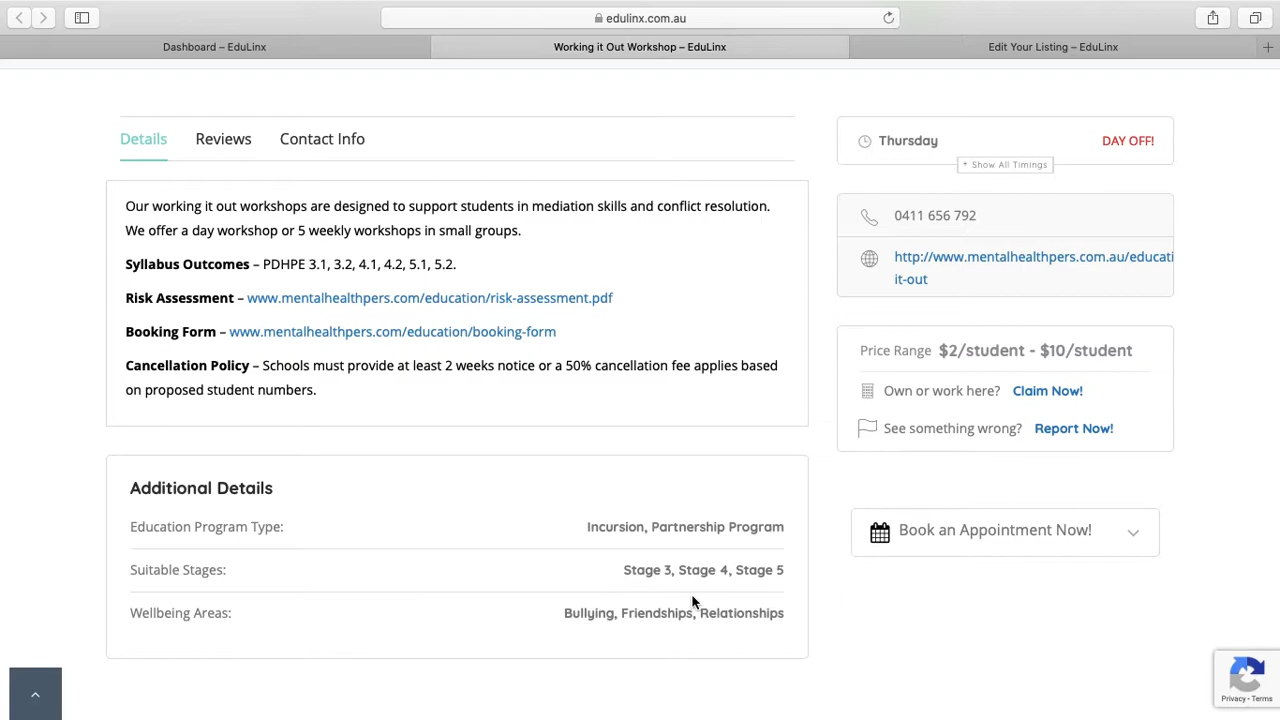 edulinx.com.au
Dashboard – EduLinx
Working it Out Workshop – EduLinx
Edit Your Listing – EduLinx
Details
Reviews
Contact Info
Our working it out workshops are designed to support students in mediation skills and conflict resolution.
We offer a day workshop or 5 weekly workshops in small groups.
Syllabus Outcomes – PDHPE 3.1, 3.2, 4.1, 4.2, 5.1, 5.2.
Risk Assessment – www.mentalhealthpers.com/education/risk-assessment.pdf
Booking Form – www.mentalhealthpers.com/education/booking-form
Cancellation Policy – Schools must provide at least 2 weeks notice or a 50% cancellation fee applies based
on proposed student numbers.
Additional Details
Education Program Type: Incursion, Partnership Program
Suitable Stages: Stage 3, Stage 4, Stage 5
Wellbeing Areas: Bullying, Friendships, Relationships
Thursday DAY OFF!
+ Show All Timings
0411 656 792
http://www.mentalhealthpers.com.au/educati
it-out
Price Range $2/student - $10/student
Own or work here? Claim Now!
See something wrong? Report Now!
Book an Appointment Now!
Privacy - Terms